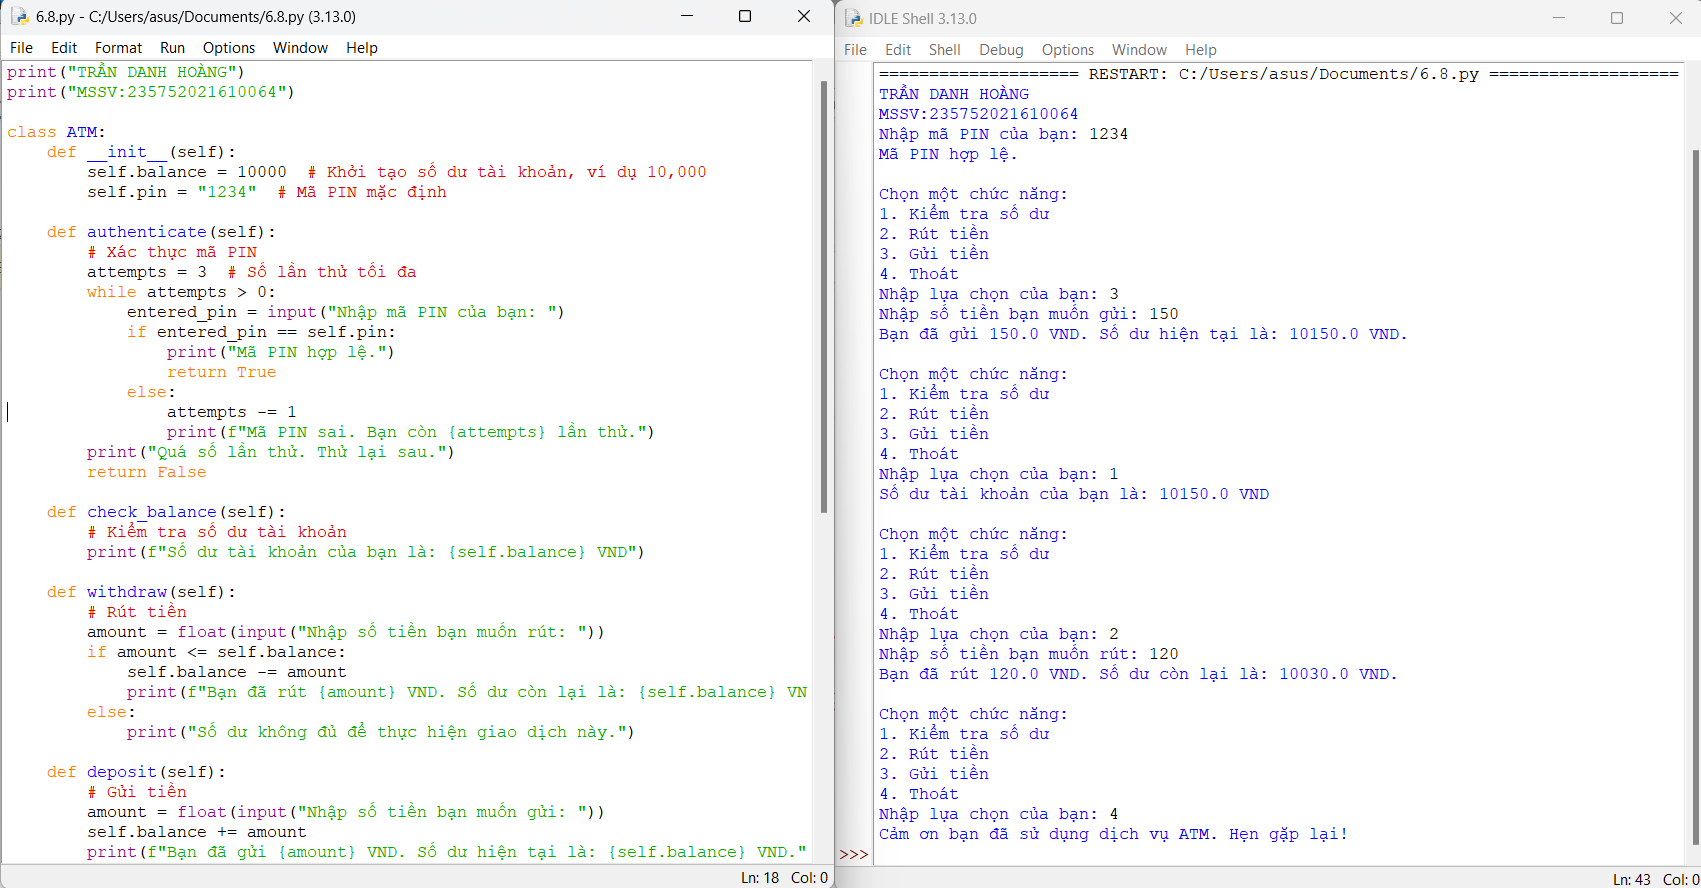 6.8.py - C:/Users/asus/Documents/6.8.py (3.13.0)
File Edit Format Run Options Window Help
print("TRẦN DANH HOÀNG")
print("MSSV:235752021610064")
class ATM:
    def __init__(self):
        self.balance = 10000  # Khởi tạo số dư tài khoản, ví dụ 10,000
        self.pin = "1234"  # Mã PIN mặc định
    def authenticate(self):
        # Xác thực mã PIN
        attempts = 3  # Số lần thử tối đa
        while attempts > 0:
            entered_pin = input("Nhập mã PIN của bạn: ")
            if entered_pin == self.pin:
                print("Mã PIN hợp lệ.")
                return True
            else:
                attempts -= 1
                print(f"Mã PIN sai. Bạn còn {attempts} lần thử.")
        print("Quá số lần thử. Thử lại sau.")
        return False
    def check_balance(self):
        # Kiểm tra số dư tài khoản
        print(f"Số dư tài khoản của bạn là: {self.balance} VND")
    def withdraw(self):
        # Rút tiền
        amount = float(input("Nhập số tiền bạn muốn rút: "))
        if amount <= self.balance:
            self.balance -= amount
            print(f"Bạn đã rút {amount} VND. Số dư còn lại là: {self.balance} VN
        else:
            print("Số dư không đủ để thực hiện giao dịch này.")
    def deposit(self):
        # Gửi tiền
        amount = float(input("Nhập số tiền bạn muốn gửi: "))
        self.balance += amount
        print(f"Bạn đã gửi {amount} VND. Số dư hiện tại là: {self.balance} VND."
Ln: 18 Col: 0
IDLE Shell 3.13.0
File Edit Shell Debug Options Window Help
==================== RESTART: C:/Users/asus/Documents/6.8.py ===================
TRẦN DANH HOÀNG
MSSV:235752021610064
Nhập mã PIN của bạn: 1234
Mã PIN hợp lệ.
Chọn một chức năng:
1. Kiểm tra số dư
2. Rút tiền
3. Gửi tiền
4. Thoát
Nhập lựa chọn của bạn: 3
Nhập số tiền bạn muốn gửi: 150
Bạn đã gửi 150.0 VND. Số dư hiện tại là: 10150.0 VND.
Chọn một chức năng:
1. Kiểm tra số dư
2. Rút tiền
3. Gửi tiền
4. Thoát
Nhập lựa chọn của bạn: 1
Số dư tài khoản của bạn là: 10150.0 VND
Chọn một chức năng:
1. Kiểm tra số dư
2. Rút tiền
3. Gửi tiền
4. Thoát
Nhập lựa chọn của bạn: 2
Nhập số tiền bạn muốn rút: 120
Bạn đã rút 120.0 VND. Số dư còn lại là: 10030.0 VND.
Chọn một chức năng:
1. Kiểm tra số dư
2. Rút tiền
3. Gửi tiền
4. Thoát
Nhập lựa chọn của bạn: 4
Cảm ơn bạn đã sử dụng dịch vụ ATM. Hẹn gặp lại!
>>>
Ln: 43 Col: 0